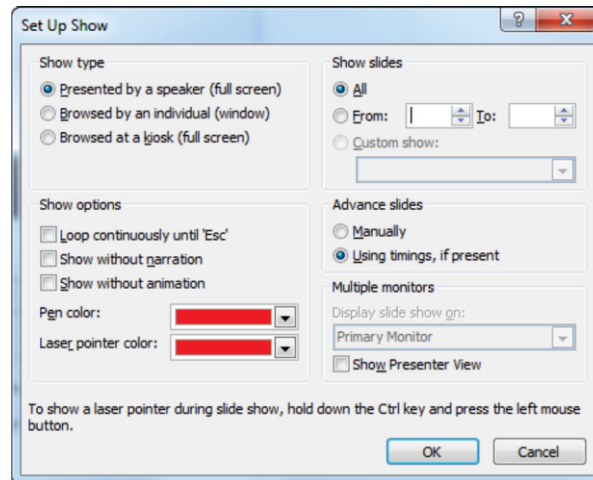 Set Up Show
Show type
Presented by a speaker (full screen)
Browsed by an individual (window)
Browsed at a kiosk (full screen)
Show slides
All
From: To:
Custom show:
Show options
Loop continuously until 'Esc'
Show without narration
Show without animation
Pen color:
Laser pointer color:
Advance slides
Manually
Using timings, if present
Multiple monitors
Display slide show on:
Primary Monitor
Show Presenter View
To show a laser pointer during slide show, hold down the Ctrl key and press the left mouse
button.
OK Cancel